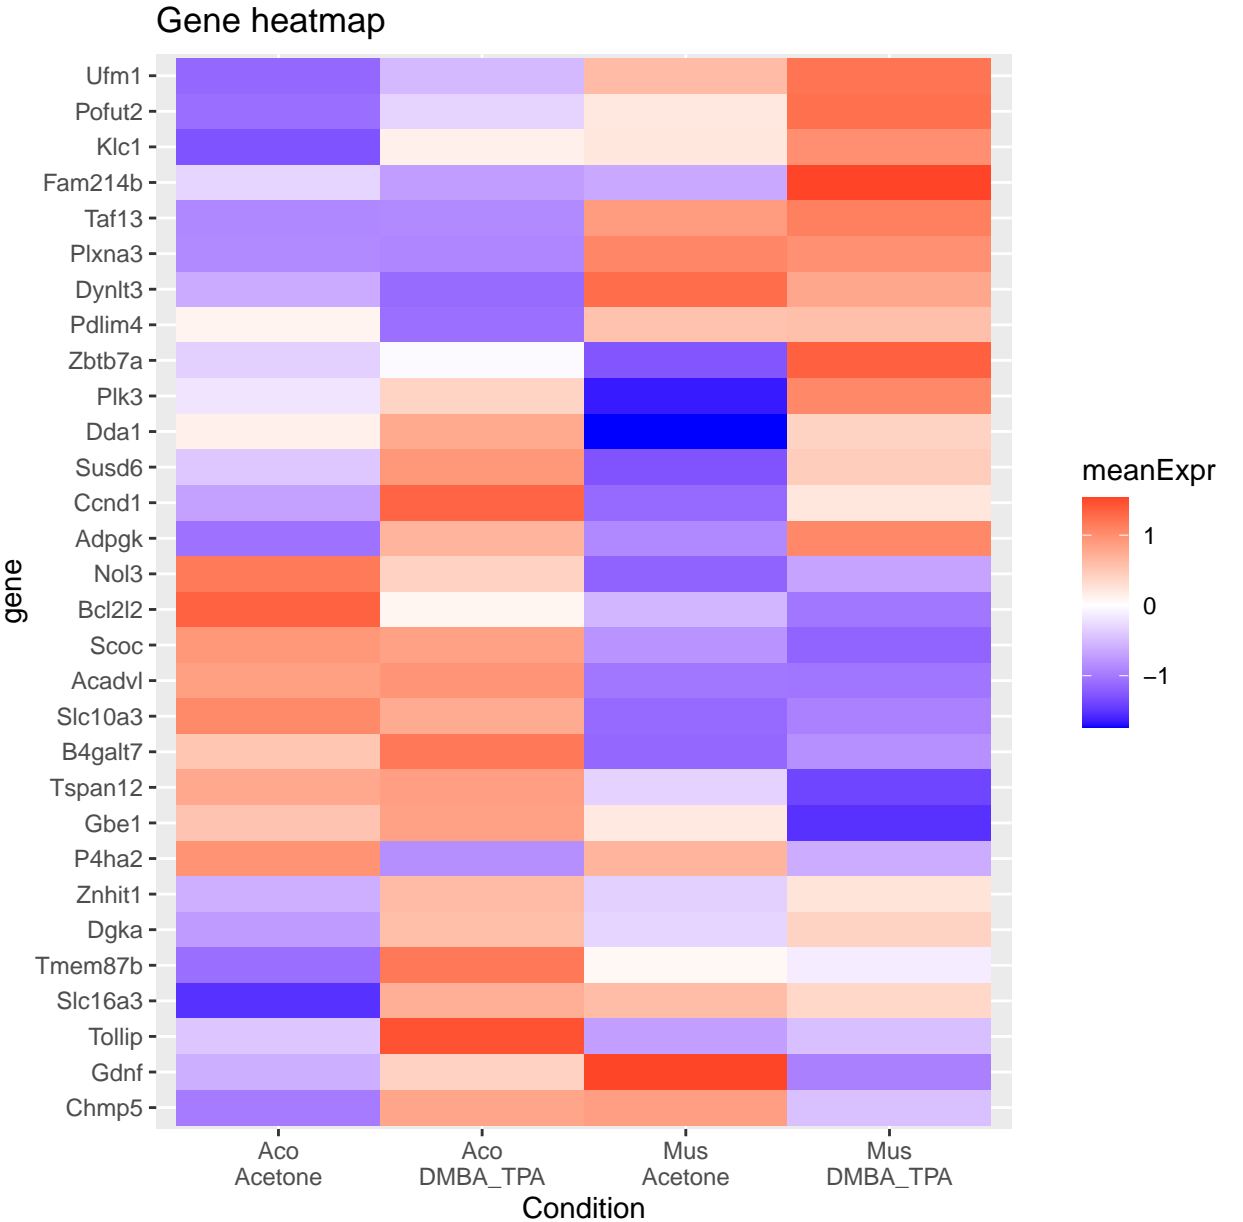 Gene heatmap
Ufm1
Pofut2
Klc1
Fam214b
Taf13
Plxna3
Dynlt3
Pdlim4
Zbtb7a
Plk3
Dda1
Susd6
Ccnd1
Adpgk
Nol3
Bcl2l2
Scoc
Acadvl
Slc10a3
B4galt7
Tspan12
Gbe1
P4ha2
Znhit1
Dgka
Tmem87b
Slc16a3
Tollip
Gdnf
Chmp5
gene
Aco
Acetone
Aco
DMBA_TPA
Mus
Acetone
Mus
DMBA_TPA
Condition
meanExpr
1
0
−1